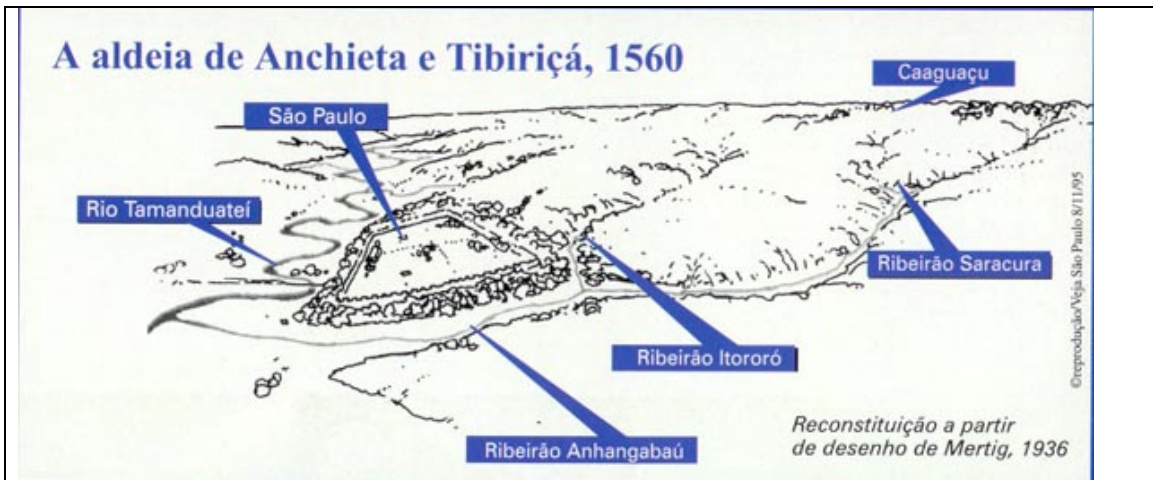 A aldeia de Anchieta e Tibiriçá, 1560
Caaguaçu
São Paulo
Rio Tamanduateí
Ribeirão Saracura
Ribeirão Itororó
Ribeirão Anhangabaú
©reprodução/Veja São Paulo 8/11/95
Reconstituição a partir
de desenho de Mertig, 1936